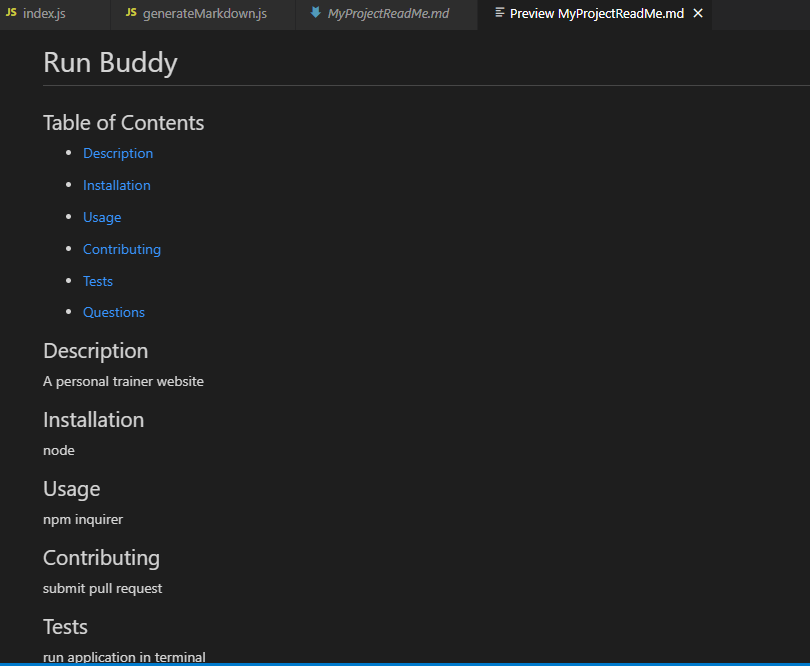 JS index.js
JS generateMarkdown.js
MyProjectReadMe.md
Preview MyProjectReadMe.md
Run Buddy
Table of Contents
Description
Installation
Usage
Contributing
Tests
Questions
Description
A personal trainer website
Installation
node
Usage
npm inquirer
Contributing
submit pull request
Tests
run application in terminal